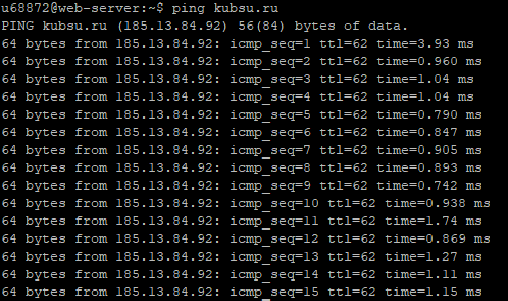 u68872@web-server:~$ ping kubsu.ru
PING kubsu.ru (185.13.84.92) 56(84) bytes of data.
64 bytes from 185.13.84.92: icmp_seq=1 ttl=62 time=3.93 ms
64 bytes from 185.13.84.92: icmp_seq=2 ttl=62 time=0.960 ms
64 bytes from 185.13.84.92: icmp_seq=3 ttl=62 time=1.04 ms
64 bytes from 185.13.84.92: icmp_seq=4 ttl=62 time=1.04 ms
64 bytes from 185.13.84.92: icmp_seq=5 ttl=62 time=0.790 ms
64 bytes from 185.13.84.92: icmp_seq=6 ttl=62 time=0.847 ms
64 bytes from 185.13.84.92: icmp_seq=7 ttl=62 time=0.905 ms
64 bytes from 185.13.84.92: icmp_seq=8 ttl=62 time=0.893 ms
64 bytes from 185.13.84.92: icmp_seq=9 ttl=62 time=0.742 ms
64 bytes from 185.13.84.92: icmp_seq=10 ttl=62 time=0.938 ms
64 bytes from 185.13.84.92: icmp_seq=11 ttl=62 time=1.74 ms
64 bytes from 185.13.84.92: icmp_seq=12 ttl=62 time=0.869 ms
64 bytes from 185.13.84.92: icmp_seq=13 ttl=62 time=1.27 ms
64 bytes from 185.13.84.92: icmp_seq=14 ttl=62 time=1.11 ms
64 bytes from 185.13.84.92: icmp_seq=15 ttl=62 time=1.15 ms